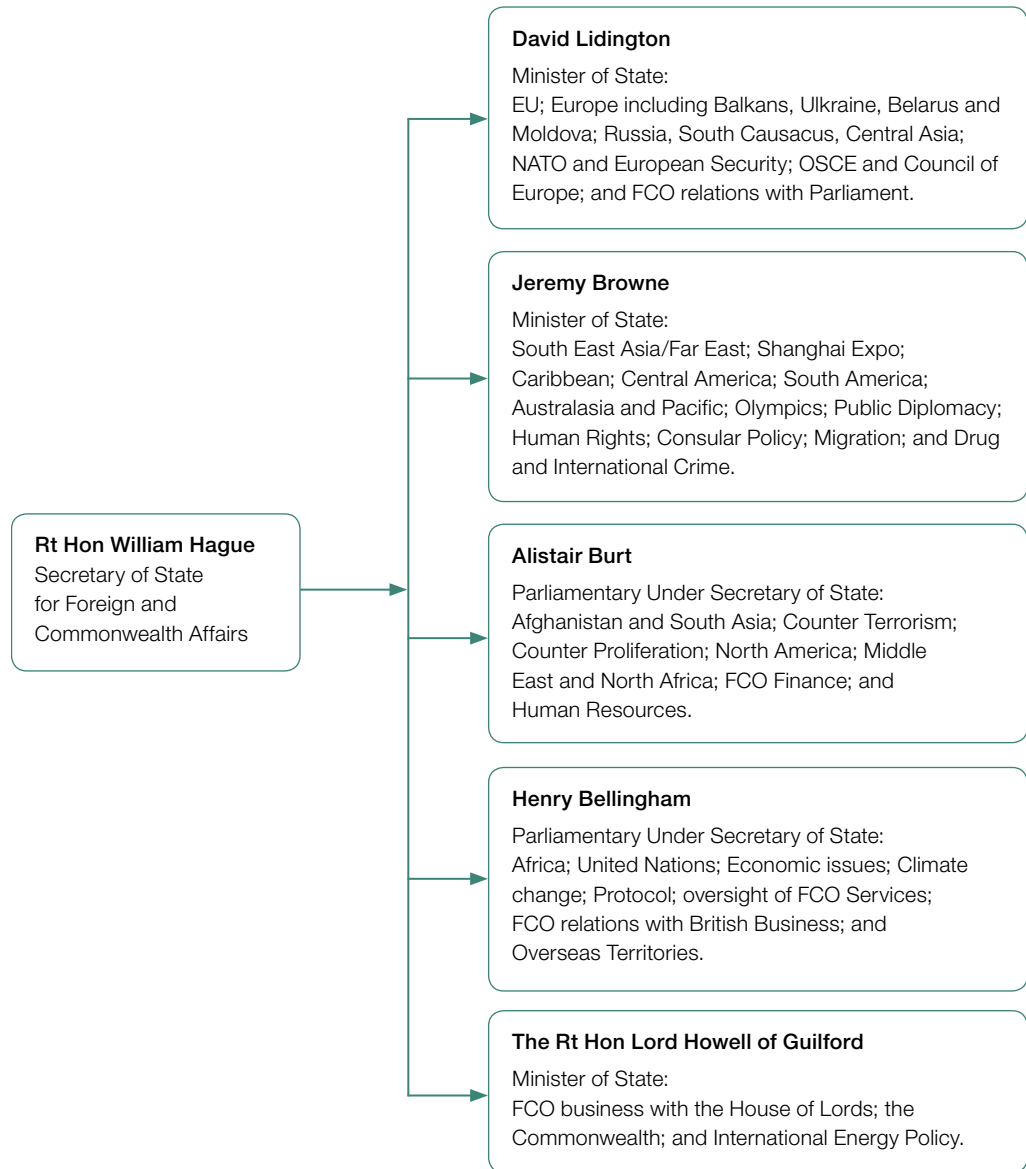 David Lidington
Minister of State:
EU; Europe including Balkans, Ulkraine, Belarus and
Moldova; Russia, South Causacus, Central Asia;
NATO and European Security; OSCE and Council of
Europe; and FCO relations with Parliament.
Jeremy Browne
Minister of State:
South East Asia/Far East; Shanghai Expo;
Caribbean; Central America; South America;
Australasia and Pacific; Olympics; Public Diplomacy;
Human Rights; Consular Policy; Migration; and Drug
and International Crime.
Rt Hon William Hague
Secretary of State
for Foreign and
Commonwealth Affairs
Alistair Burt
Parliamentary Under Secretary of State:
Afghanistan and South Asia; Counter Terrorism;
Counter Proliferation; North America; Middle
East and North Africa; FCO Finance; and
Human Resources.
Henry Bellingham
Parliamentary Under Secretary of State:
Africa; United Nations; Economic issues; Climate
change; Protocol; oversight of FCO Services;
FCO relations with British Business; and
Overseas Territories.
The Rt Hon Lord Howell of Guilford
Minister of State:
FCO business with the House of Lords; the
Commonwealth; and International Energy Policy.